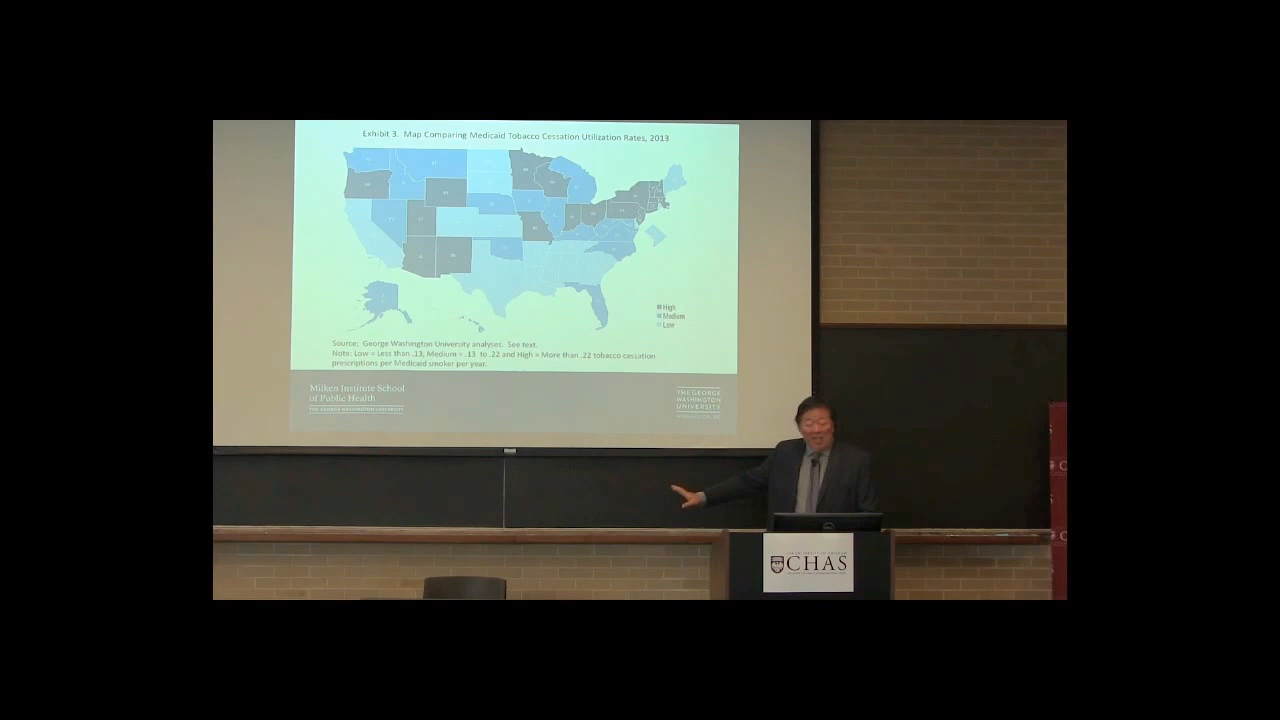 Exhibit 3. Map Comparing Medicaid Tobacco Cessation Utilization Rates, 2013
High
Medium
Low
Source: George Washington University analyses. See text.
Note: Low = Less than .13, Medium = .13 to .22 and High = More than .22 tobacco cessation
prescriptions per Medicaid smoker per year.
Milken Institute School
of Public Health
THE GEORGE WASHINGTON UNIVERSITY
THE GEORGE
WASHINGTON
UNIVERSITY
WASHINGTON, DC
CHAS